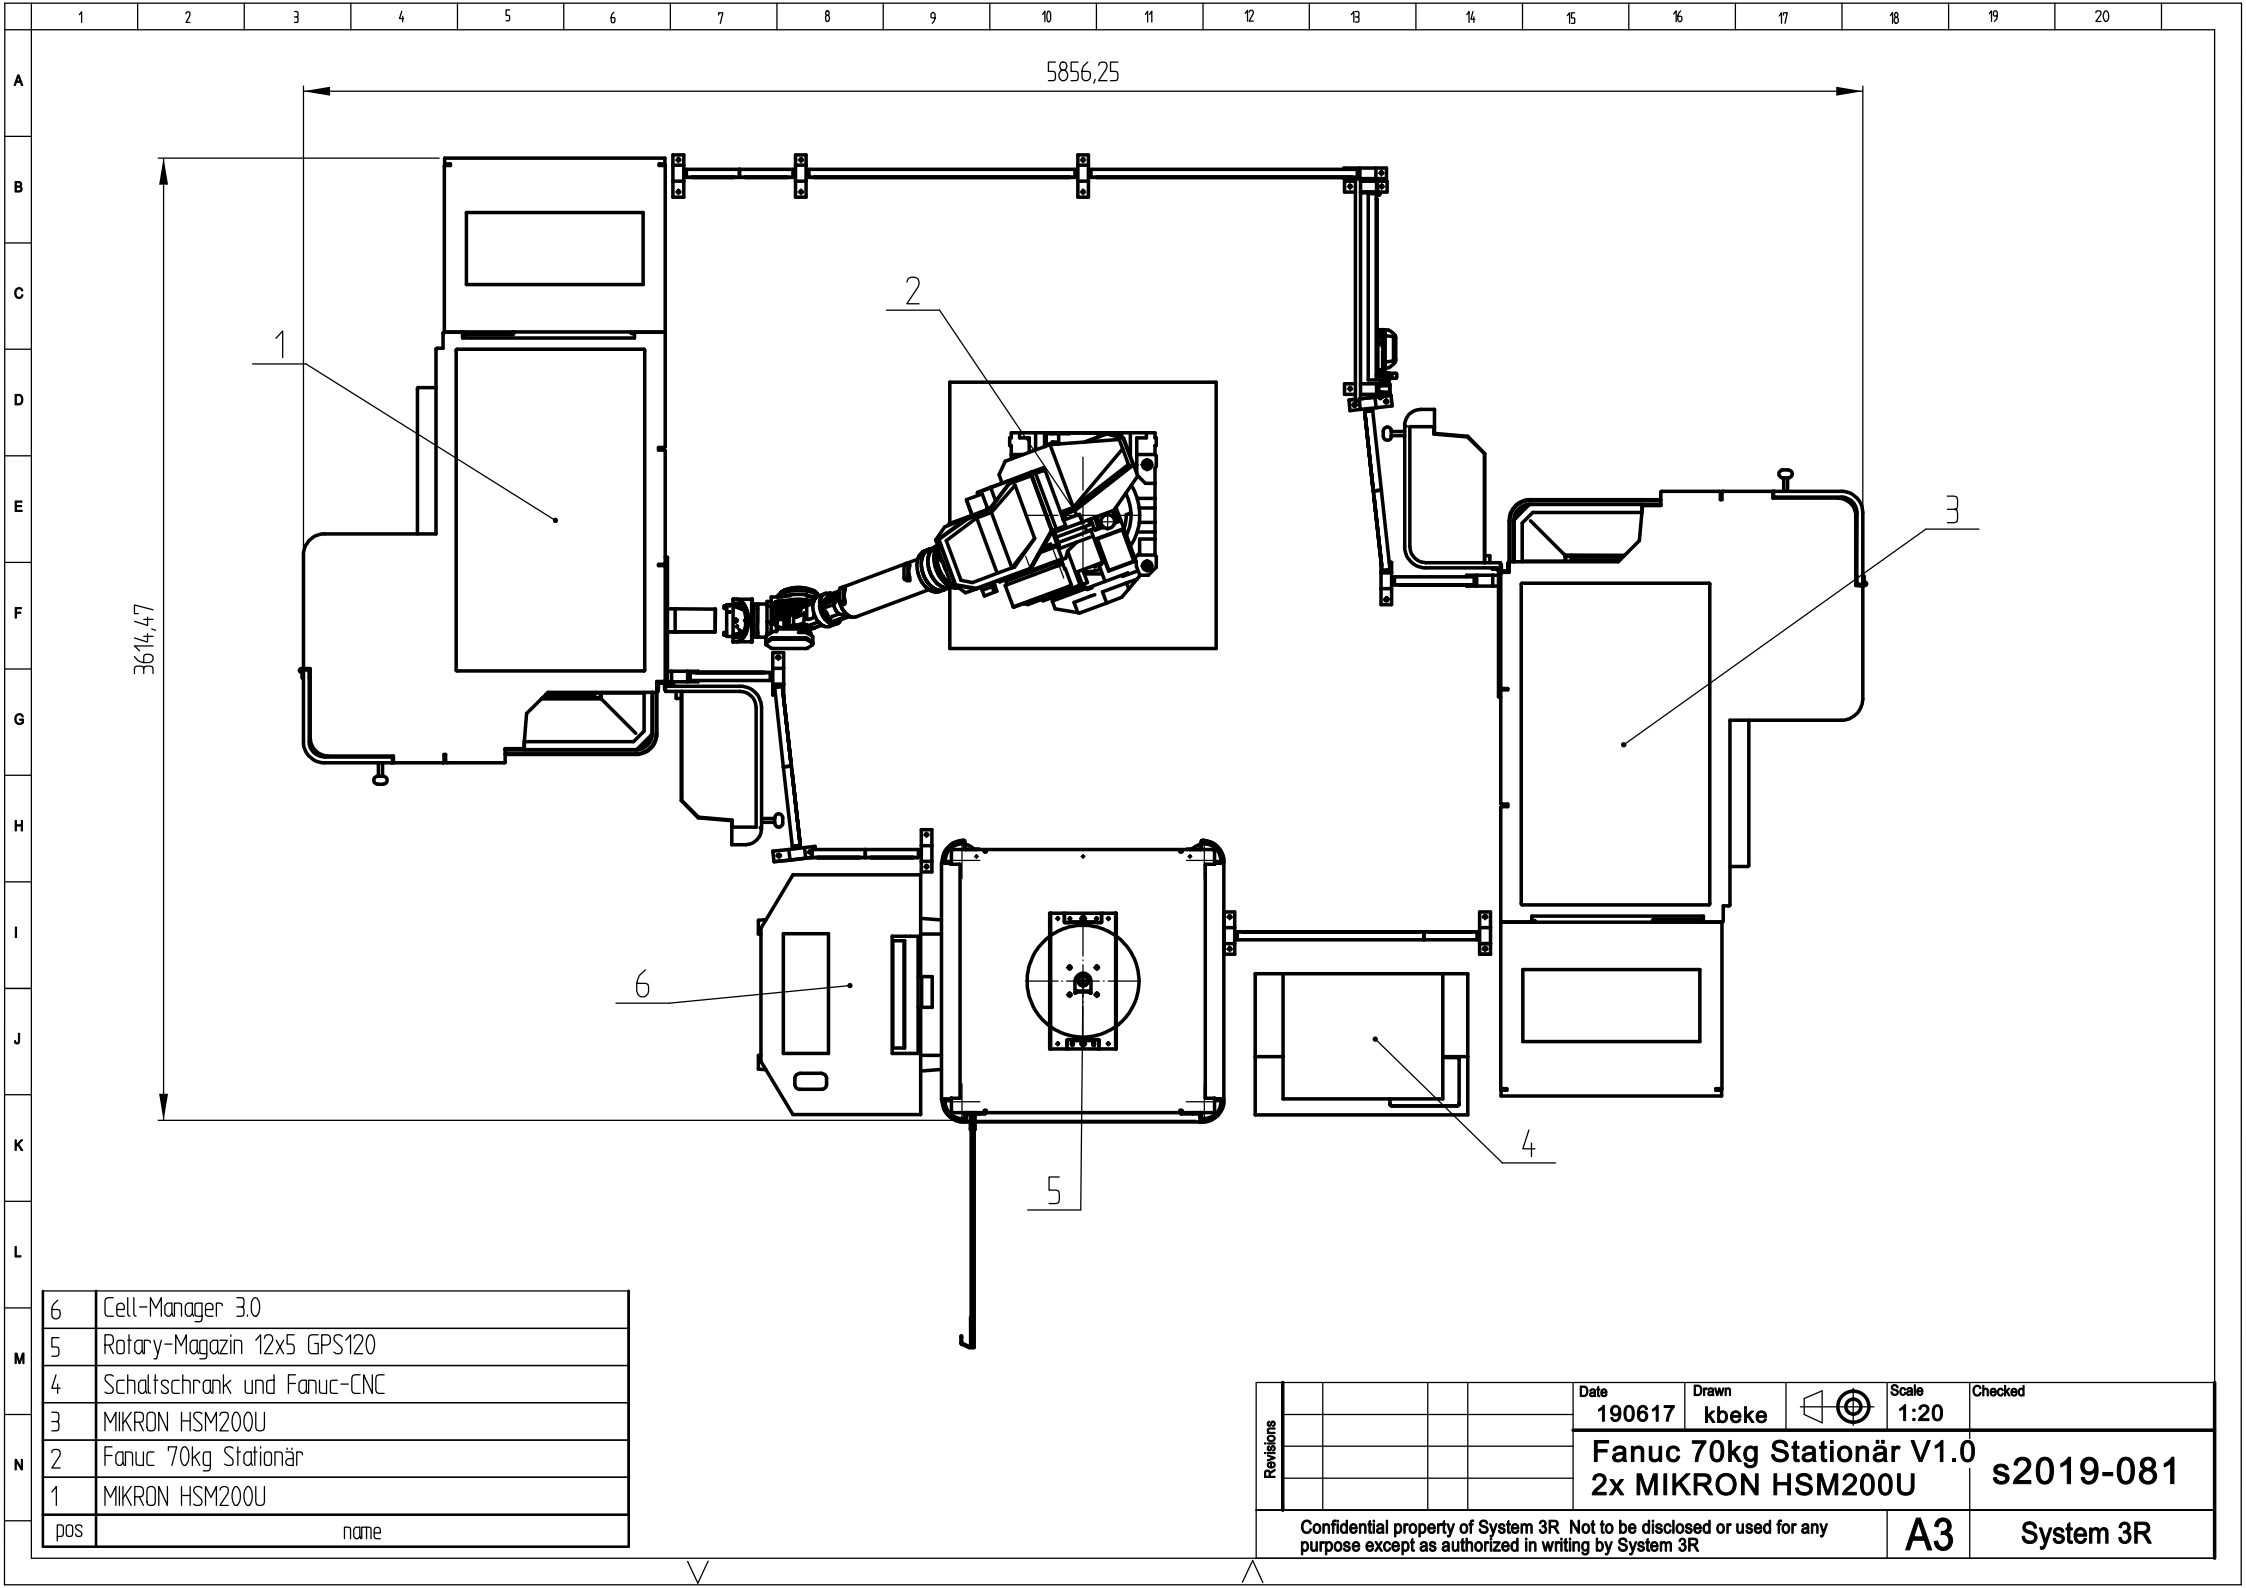 1 2 3 4 5 6 7 8 9 10 11 12 13 14 15 16 17 18 19 20
A
B
C
D
E
F
G
H
I
J
K
L
M
N
5856,25
3614,47
1
2
3
6
4
5
6 Cell-Manager 3.0
5 Rotary-Magazin 12x5 GPS120
4 Schaltschrank und Fanuc-CNC
3 MIKRON HSM200U
2 Fanuc 70kg Stationär
1 MIKRON HSM200U
pos name
Revisions
Date Drawn Scale Checked
190617 kbeke 1:20
Fanuc 70kg Stationär V1.0
2x MIKRON HSM200U
s2019-081
Confidential property of System 3R Not to be disclosed or used for any
purpose except as authorized in writing by System 3R
A3
System 3R